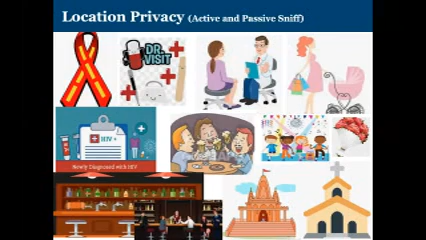 Location Privacy (Active and Passive Sniff)
DR.
VISIT
HIV+
Newly Diagnosed with HIV